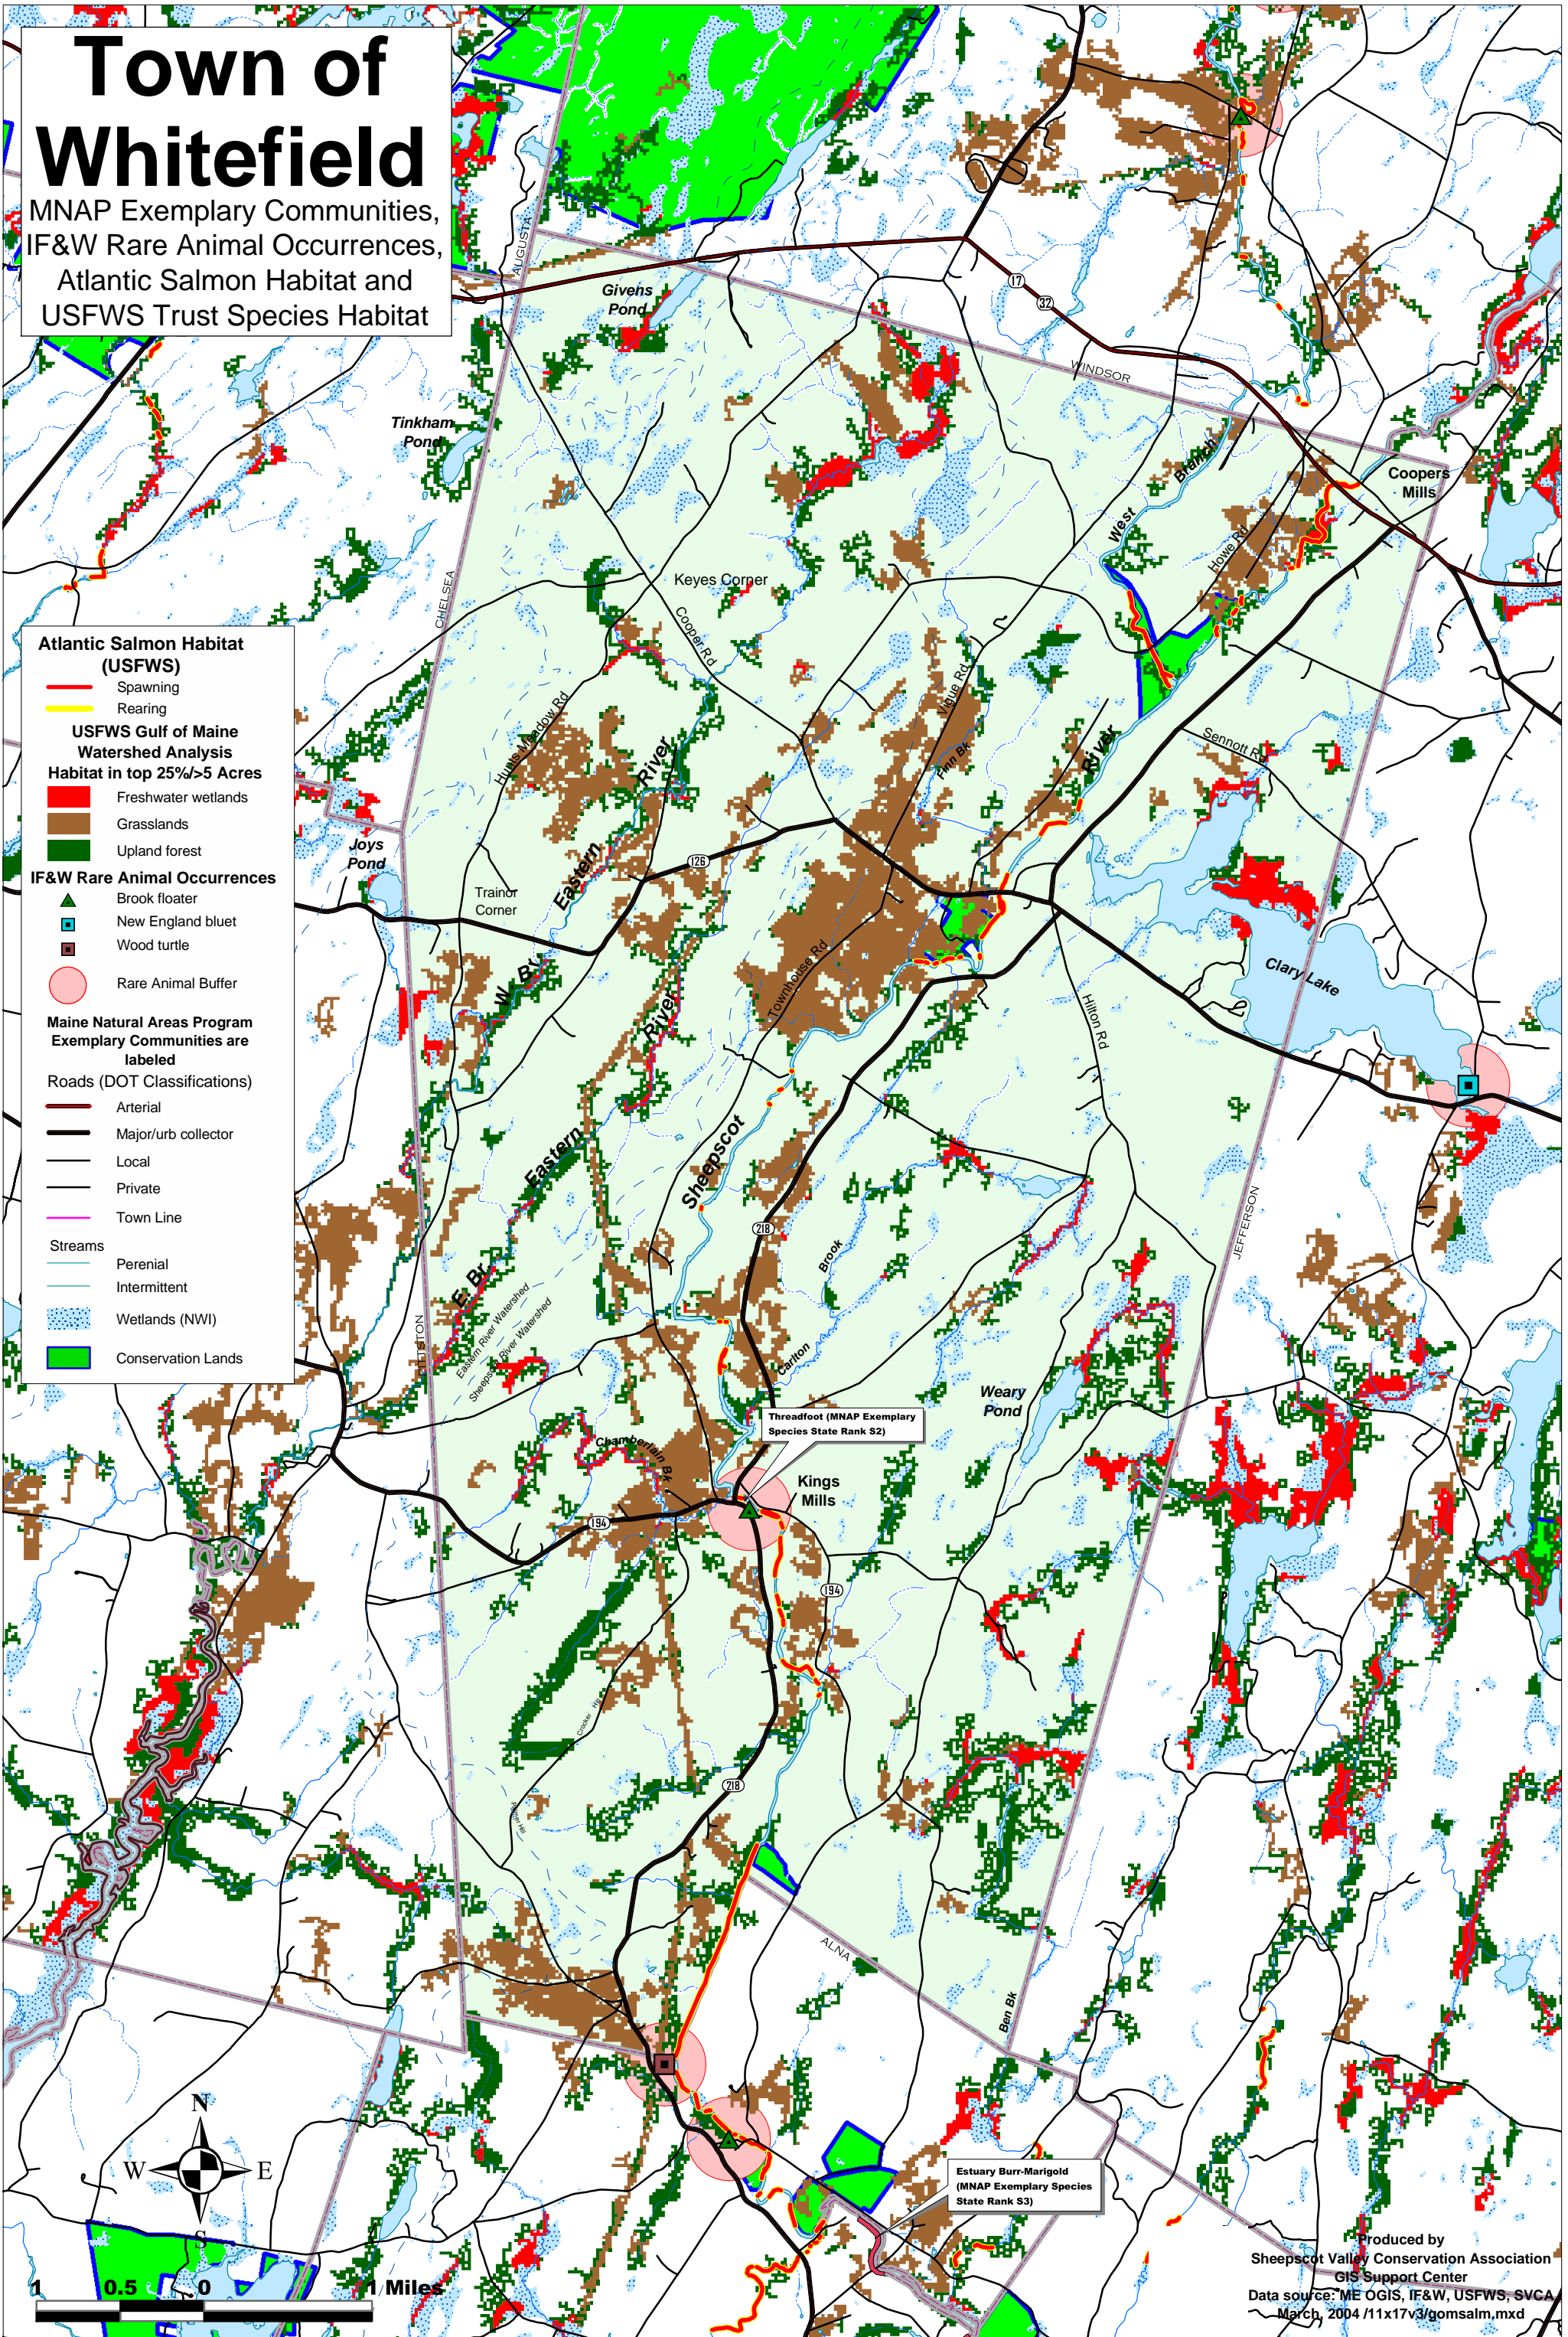 Town of
Whitefield
MNAP Exemplary Communities,
IF&W Rare Animal Occurrences,
Atlantic Salmon Habitat and
USFWS Trust Species Habitat
AUGUSTA
Givens
Pond
17
32
WINDSOR
Tinkham
Pond
West
Branch
Coopers
Mills
Howe Rd
CHELSEA
Keyes Corner
Cooper Rd
Atlantic Salmon Habitat
(USFWS)
Spawning
Rearing
USFWS Gulf of Maine
Watershed Analysis
Habitat in top 25%/>5 Acres
Freshwater wetlands
Grasslands
Upland forest
IF&W Rare Animal Occurrences
Brook floater
New England bluet
Wood turtle
Rare Animal Buffer
Maine Natural Areas Program
Exemplary Communities are
labeled
Roads (DOT Classifications)
Arterial
Major/urb collector
Local
Private
Town Line
Streams
Perenial
Intermittent
Wetlands (NWI)
Conservation Lands
Hunts Meadow Rd
Vigue Rd
Finn Bk
River
Sennott Rd
River
Eastern
W. Br.
Joys
Pond
126
Trainor
Corner
Townhouse Rd
Clary Lake
Hilton Rd
River
Eastern
E. Br.
Sheepscot
218
Brook
Carlton
JEFFERSON
Eastern River Watershed
Sheepscot River Watershed
Weary
Pond
Threadfoot (MNAP Exemplary
Species State Rank S2)
Chamberlain Bk
Kings
Mills
194
194
Crocker Hill
218
ALNA
Ben Bk
N
W
E
S
Estuary Burr-Marigold
(MNAP Exemplary Species
State Rank S3)
1 0.5 0 1 Miles
Produced by
Sheepscot Valley Conservation Association
GIS Support Center
Data source: ME OGIS, IF&W, USFWS, SVCA
March, 2004 /11x17v3/gomsalm.mxd